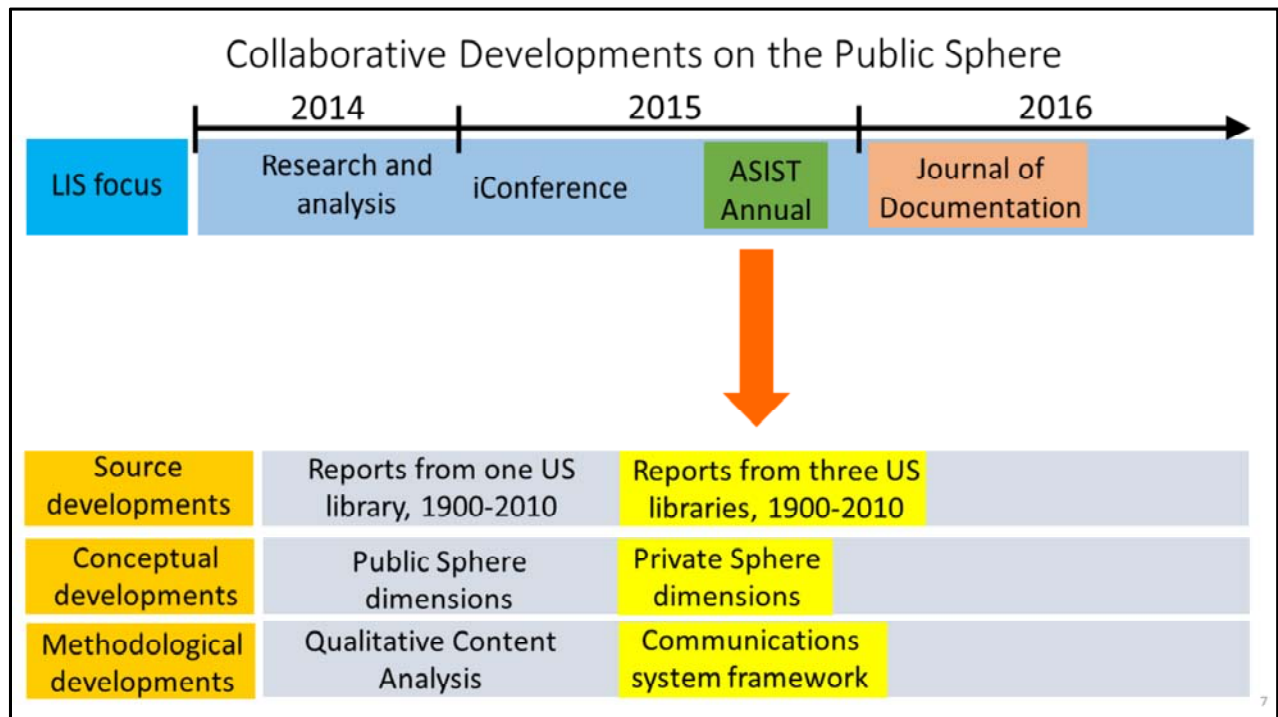 Collaborative Developments on the Public Sphere
2014 2015 2016
LIS focus
Research and
analysis
iConference
ASIST
Annual
Journal of
Documentation
Source
developments
Reports from one US
library, 1900-2010
Reports from three US
libraries, 1900-2010
Conceptual
developments
Public Sphere
dimensions
Private Sphere
dimensions
Methodological
developments
Qualitative Content
Analysis
Communications
system framework
7